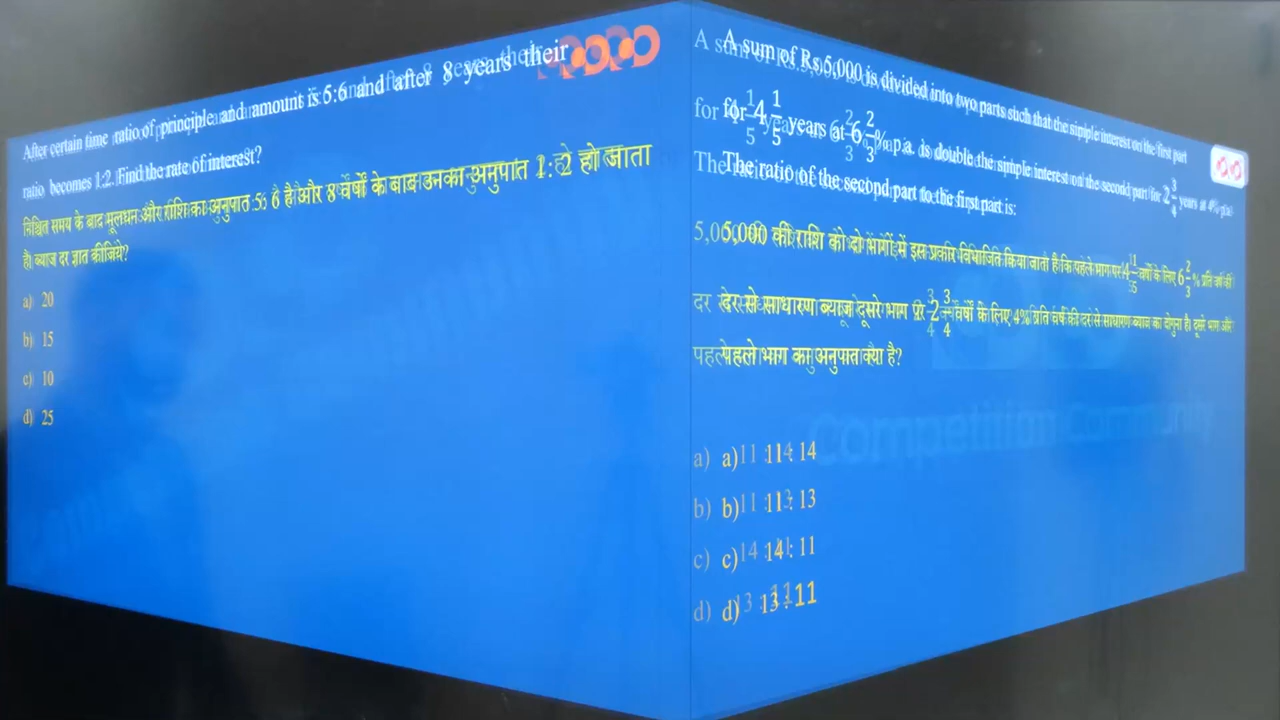 After certain time ratio of principle and amount is 5:6 and after 8 years their
ratio becomes 1:2. Find the rate of interest?
निश्चित समय के बाद मूलधन और राशि का अनुपात 5: 6 है और 8 वर्षों के बाद उनका अनुपात 1: 2 हो जाता
है। ब्याज दर ज्ञात कीजिये?
a) 20
b) 15
c) 10
d) 25
A sum of Rs.5,000 is divided into two parts such that the simple interest on the first part
for 4 1/5 years at 6 2/3 % p.a. is double the simple interest on the second part for 2 3/4 years at 4% p.a.
The ratio of the second part to the first part is:
5,000 की राशि को दो भागों में इस प्रकार विभाजित किया जाता है कि पहले भाग पर 4 1/5 वर्षों के लिए 6 2/3 % प्रति वर्ष की
दर से साधारण ब्याज दूसरे भाग पर 2 3/4 वर्षों के लिए 4% प्रति वर्ष की दर से साधारण ब्याज का दोगुना है। दूसरे भाग और
पहले भाग का अनुपात क्या है?
a) 11 : 14
b) 11 : 13
c) 14 : 11
d) 13 : 11
Competition Community